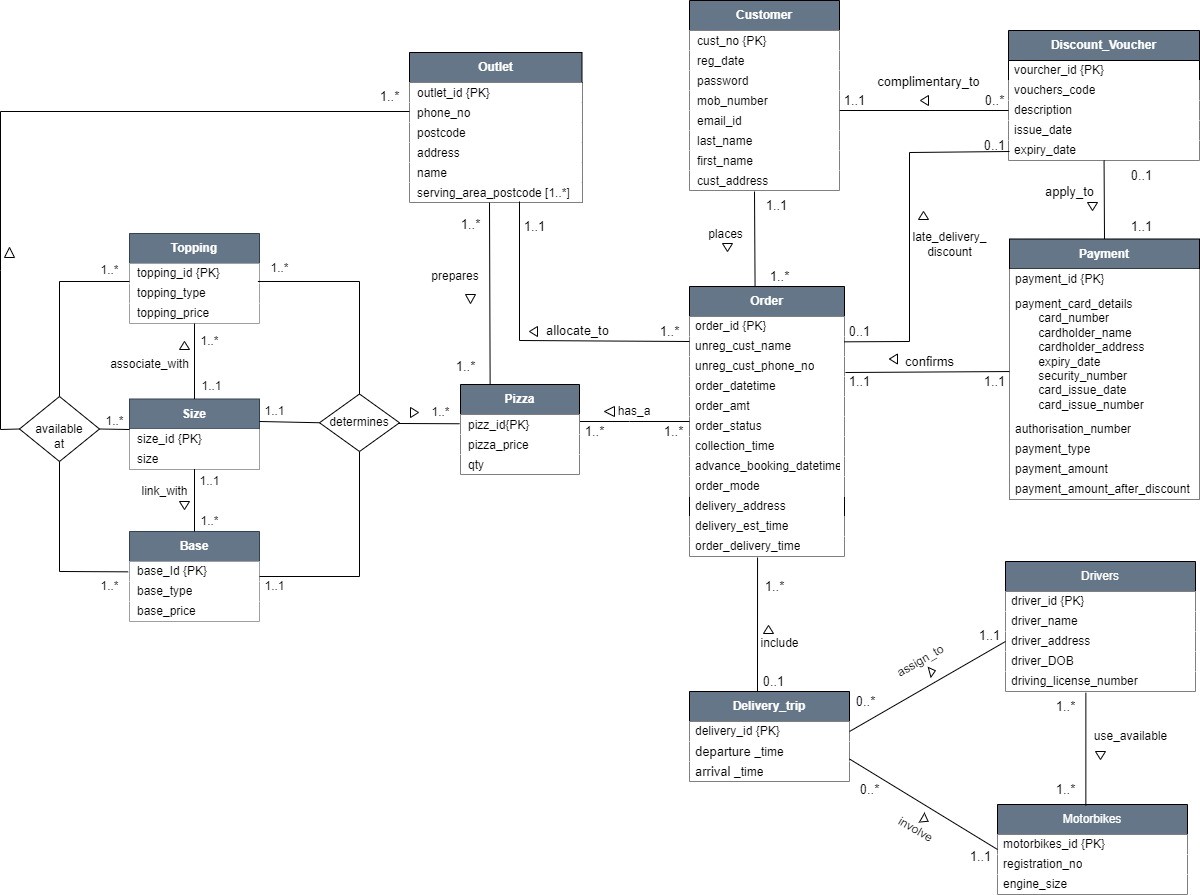 Customer
cust_no {PK}
reg_date
password
mob_number
email_id
last_name
first_name
cust_address
Discount_Voucher
vourcher_id {PK}
vouchers_code
description
issue_date
expiry_date
complimentary_to
1..1
0..*
Outlet
outlet_id {PK}
phone_no
postcode
address
name
serving_area_postcode [1..*]
1..*
0..1
0..1
apply_to
1..1
1..1
places
1..*
late_delivery_
discount
1..*
1..1
prepares
1..*
allocate_to
1..*
Topping
topping_id {PK}
topping_type
topping_price
1..*
1..*
associate_with
1..*
1..1
Payment
payment_id {PK}
payment_card_details
card_number
cardholder_name
cardholder_address
expiry_date
security_number
card_issue_date
card_issue_number
authorisation_number
payment_type
payment_amount
payment_amount_after_discount
Order
order_id {PK}
unreg_cust_name
unreg_cust_phone_no
order_datetime
order_amt
order_status
collection_time
advance_booking_datetime
order_mode
delivery_address
delivery_est_time
order_delivery_time
0..1
confirms
1..1
1..1
Pizza
pizz_id{PK}
pizza_price
qty
has_a
1..*
1..*
Size
size_id {PK}
size
1..*
1..1
available
at
determines
1..*
link_with
1..1
1..*
Base
base_Id {PK}
base_type
base_price
1..*
1..1
1..*
include
0..1
Drivers
driver_id {PK}
driver_name
driver_address
driver_DOB
driving_license_number
1..1
assign_to
0..*
Delivery_trip
delivery_id {PK}
departure _time
arrival _time
1..*
use_available
1..*
0..*
involve
1..1
Motorbikes
motorbikes_id {PK}
registration_no
engine_size